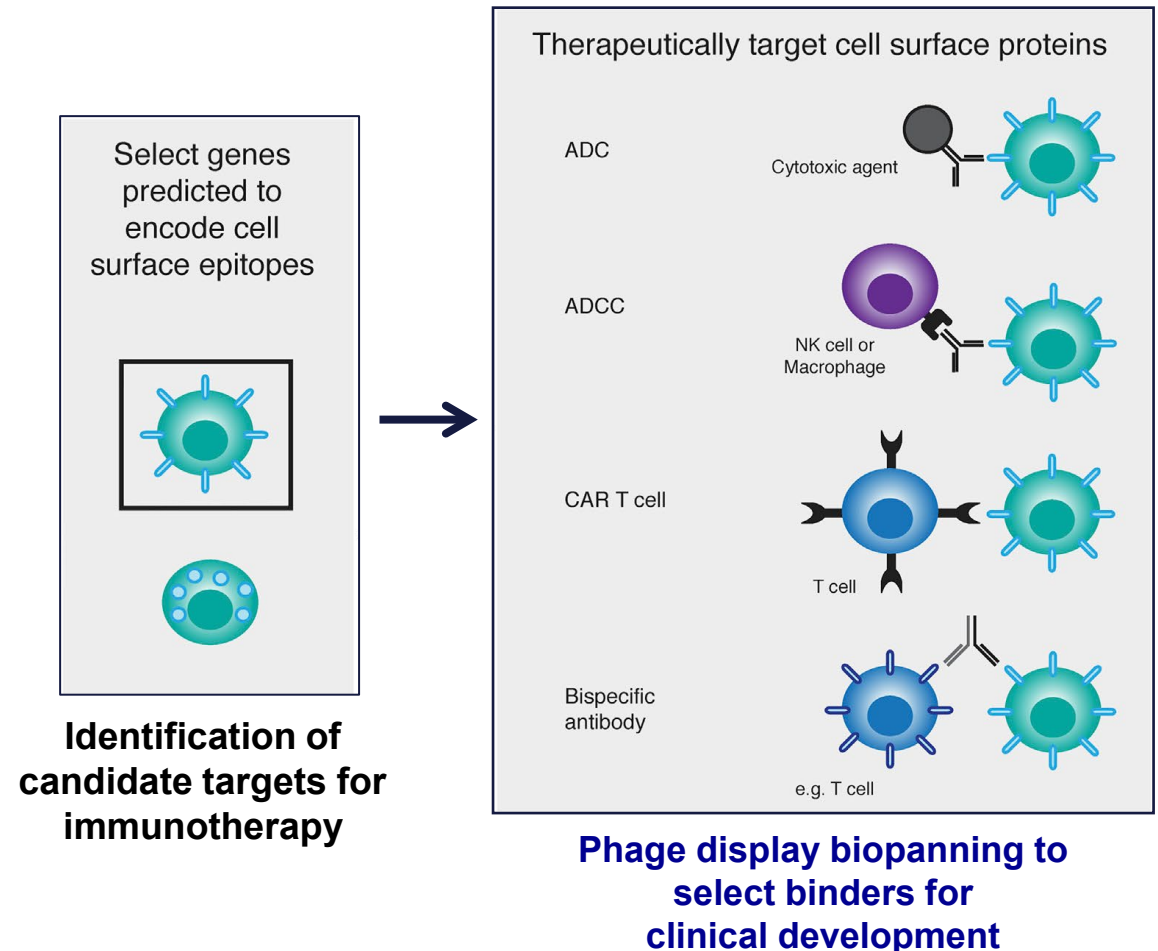 Select genes
predicted to
encode cell
surface epitopes
Identification of
candidate targets for
immunotherapy
Therapeutically target cell surface proteins
ADC
Cytotoxic agent
ADCC
NK cell or
Macrophage
CAR T cell
T cell
Bispecific
antibody
e.g. T cell
Phage display biopanning to
select binders for
clinical development